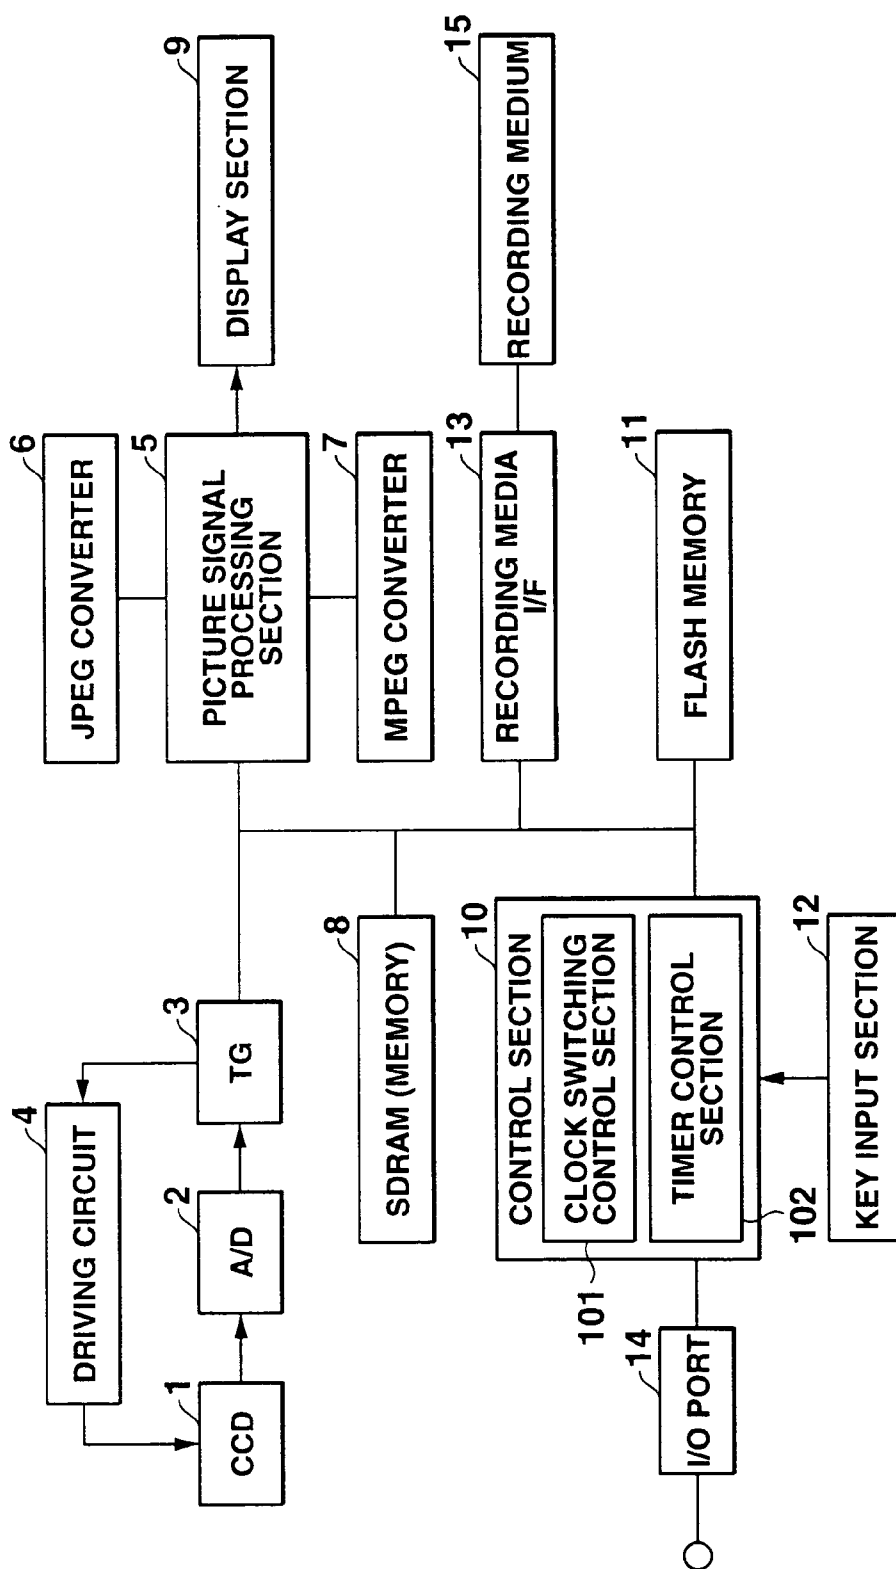 4
DRIVING CIRCUIT
1
CCD
2
A/D
3
TG
6
JPEG CONVERTER
5
PICTURE SIGNAL
PROCESSING
SECTION
7
MPEG CONVERTER
9
DISPLAY SECTION
8
SDRAM (MEMORY)
13
RECORDING MEDIA
I/F
15
RECORDING MEDIUM
11
FLASH MEMORY
10
CONTROL SECTION
CLOCK SWITCHING
CONTROL SECTION
101
TIMER CONTROL
SECTION
102
14
I/O PORT
12
KEY INPUT SECTION